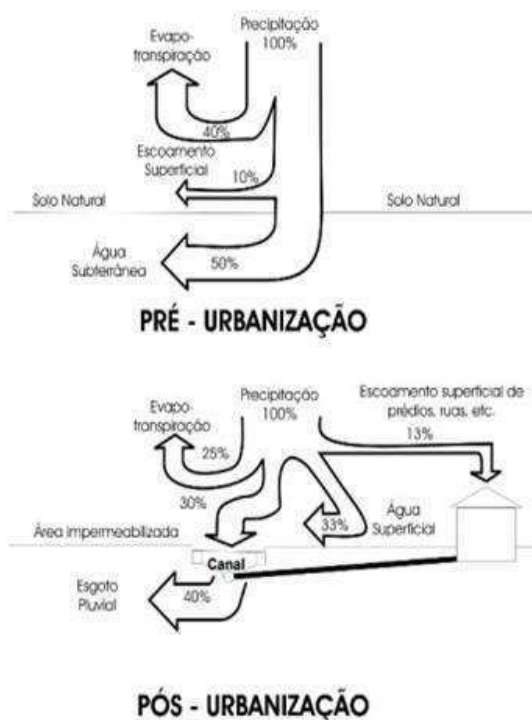 Evapo-
transpiração
Precipitação
100%
40%
Escoamento
Superficial
10%
Solo Natural
Solo Natural
Água
Subterrânea
50%
PRÉ - URBANIZAÇÃO
Evapo-
transpiração
Precipitação
100%
Escoamento superficial de
prédios, ruas, etc.
13%
25%
30%
33%
Água
Superficial
Área impermeabilizada
Canal
Esgoto
Pluvial
40%
PÓS - URBANIZAÇÃO